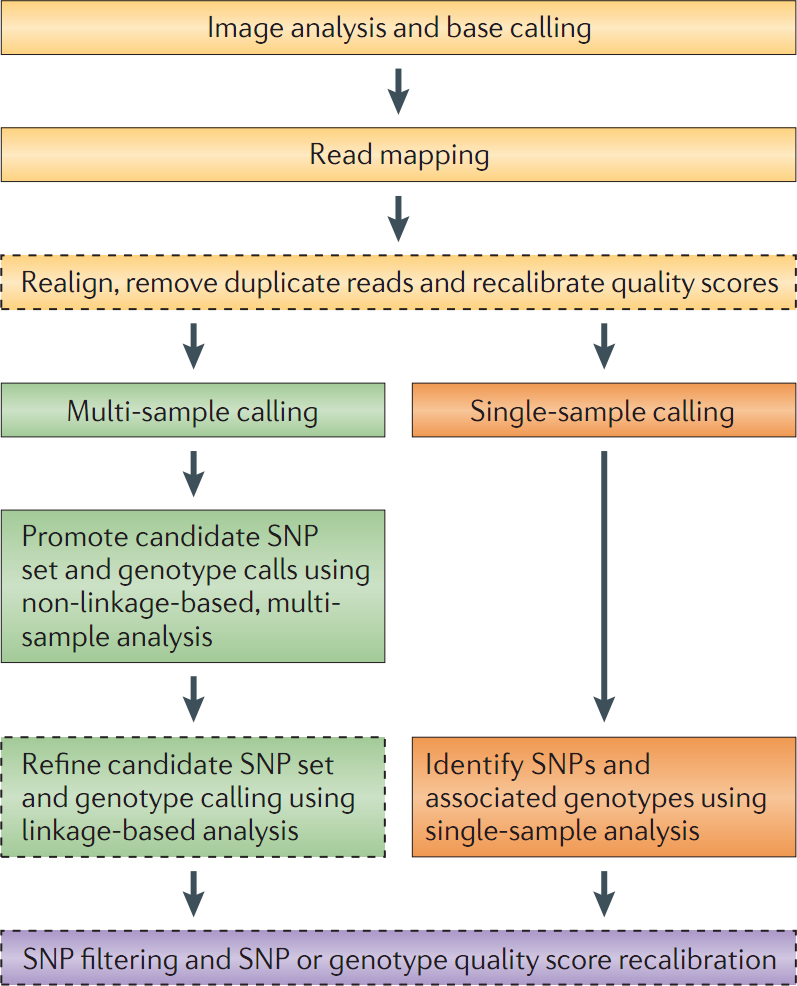 Image analysis and base calling
Read mapping
Realign, remove duplicate reads and recalibrate quality scores
Multi-sample calling
Single-sample calling
Promote candidate SNP
set and genotype calls using
non-linkage-based, multi-
sample analysis
Refine candidate SNP set
and genotype calling using
linkage-based analysis
Identify SNPs and
associated genotypes using
single-sample analysis
SNP filtering and SNP or genotype quality score recalibration